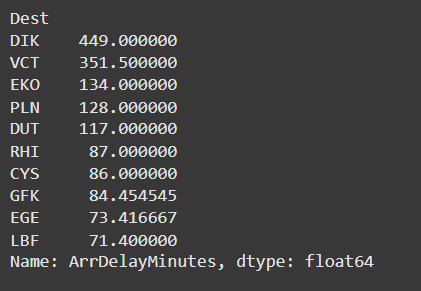 Dest
DIK    449.000000
VCT    351.500000
EKO    134.000000
PLN    128.000000
DUT    117.000000
RHI     87.000000
CYS     86.000000
GFK     84.454545
EGE     73.416667
LBF     71.400000
Name: ArrDelayMinutes, dtype: float64